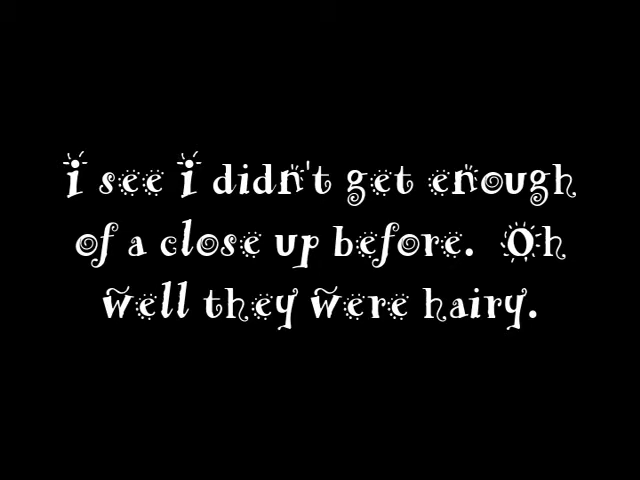 I see I didn't get enough
of a close up before.  Oh
well they were hairy.